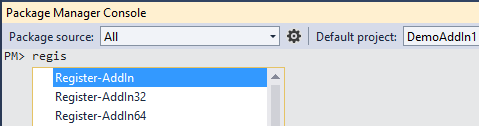 Package Manager Console
Package source: All Default project: DemoAddIn1
PM> regis
Register-AddIn
Register-AddIn32
Register-AddIn64